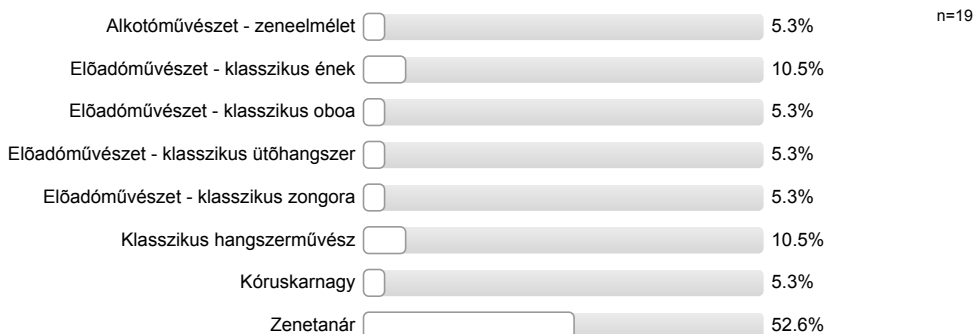 Alkotóművészet - zeneelmélet 5.3% n=19
Elõadóművészet - klasszikus ének 10.5%
Elõadóművészet - klasszikus oboa 5.3%
Elõadóművészet - klasszikus ütõhangszer 5.3%
Elõadóművészet - klasszikus zongora 5.3%
Klasszikus hangszerművész 10.5%
Kóruskarnagy 5.3%
Zenetanár 52.6%